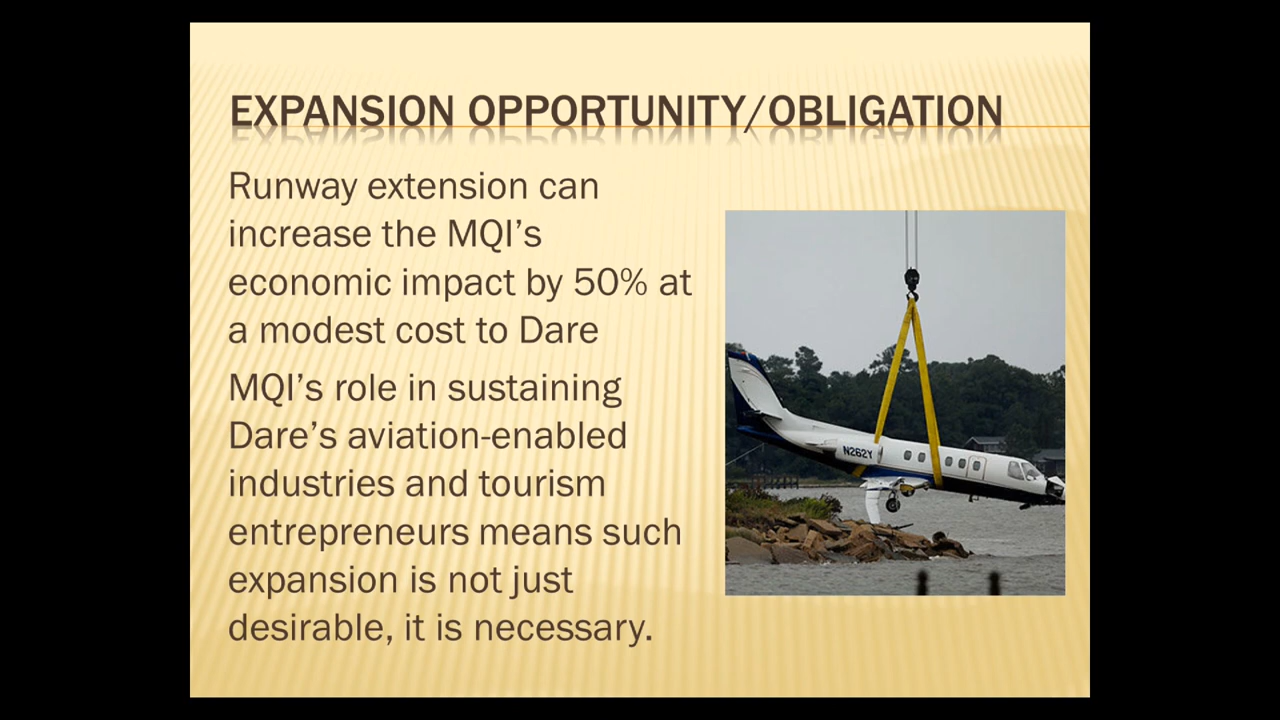 EXPANSION OPPORTUNITY/OBLIGATION
Runway extension can
increase the MQI’s
economic impact by 50% at
a modest cost to Dare
MQI’s role in sustaining
Dare’s aviation-enabled
industries and tourism
entrepreneurs means such
expansion is not just
desirable, it is necessary.
N262Y